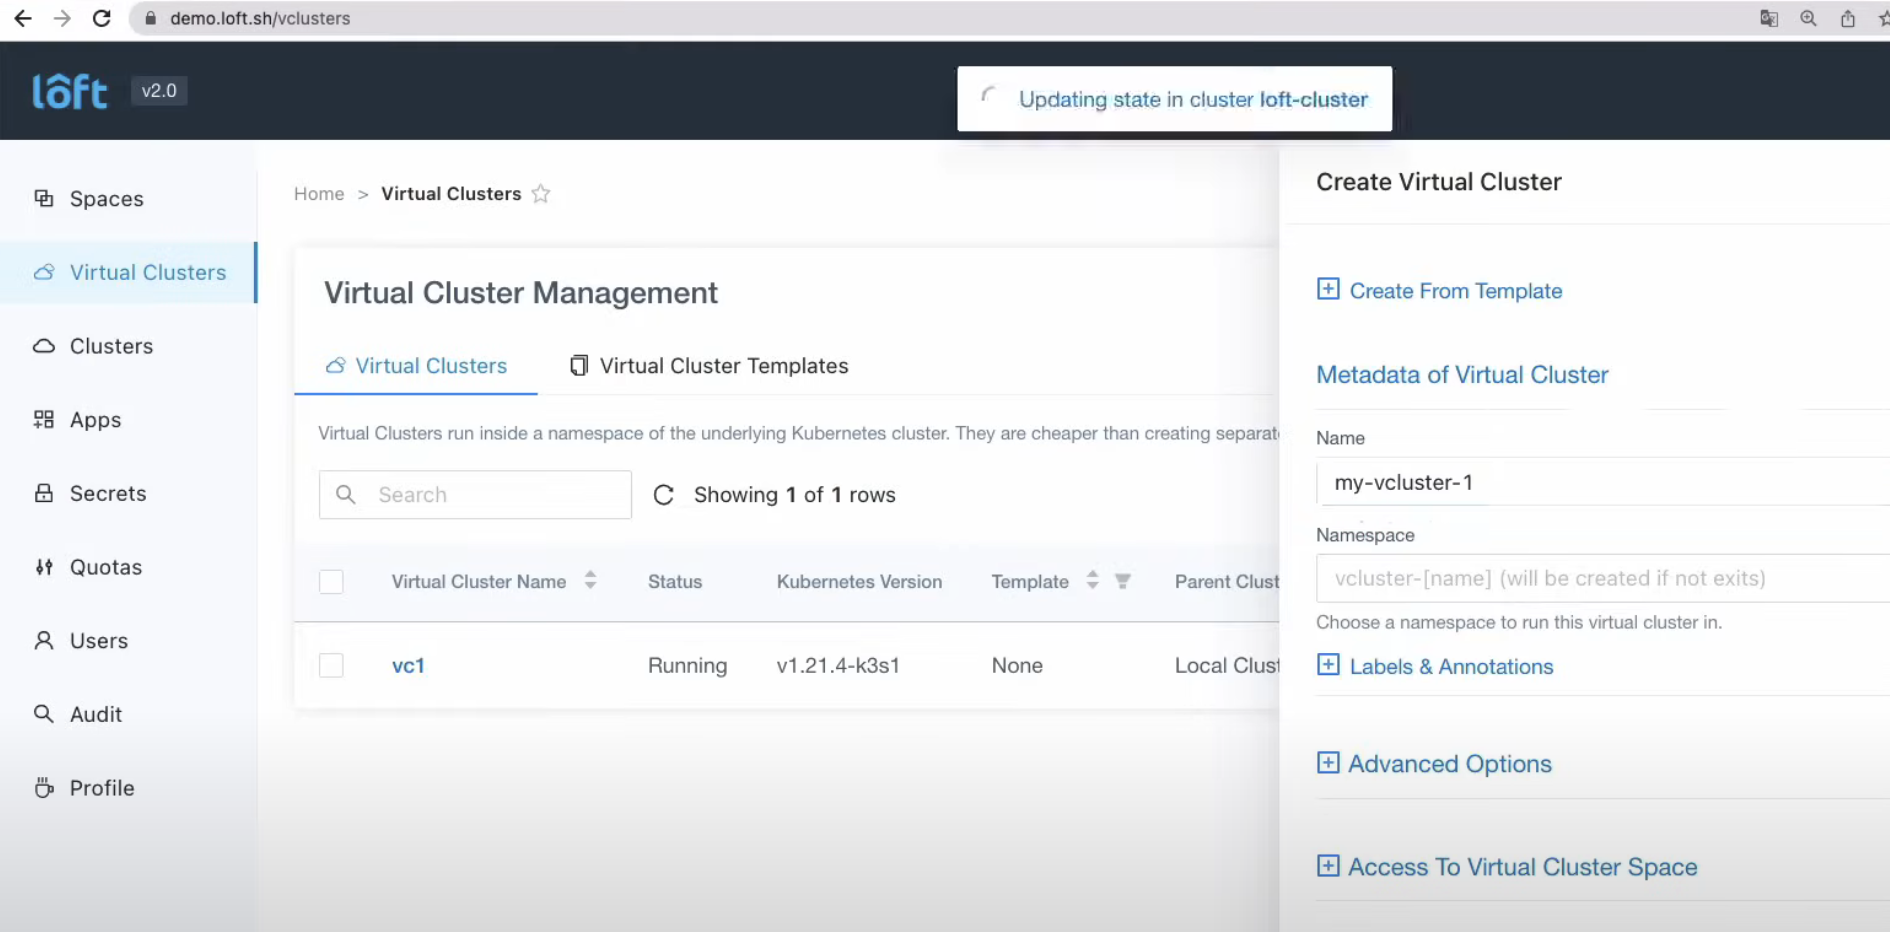 demo.loft.sh/vclusters
loft v2.0
Updating state in cluster loft-cluster
Spaces
Virtual Clusters
Clusters
Apps
Secrets
Quotas
Users
Audit
Profile
Home > Virtual Clusters
Virtual Cluster Management
Virtual Clusters Virtual Cluster Templates
Virtual Clusters run inside a namespace of the underlying Kubernetes cluster. They are cheaper than creating separat
Search Showing 1 of 1 rows
Virtual Cluster Name Status Kubernetes Version Template Parent Clust
vc1 Running v1.21.4-k3s1 None Local Clust
Create Virtual Cluster
Create From Template
Metadata of Virtual Cluster
Name
my-vcluster-1
Namespace
vcluster-[name] (will be created if not exits)
Choose a namespace to run this virtual cluster in.
Labels & Annotations
Advanced Options
Access To Virtual Cluster Space